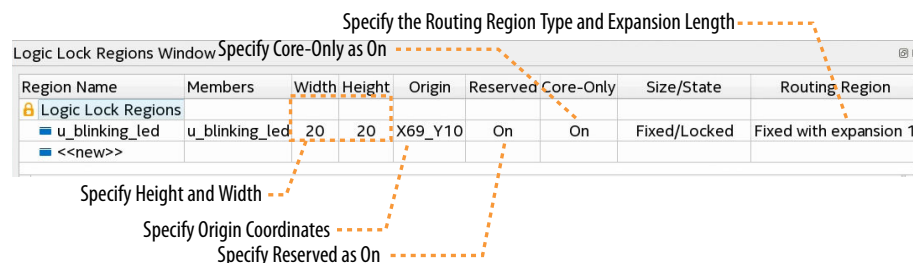 Specify the Routing Region Type and Expansion Length
Logic Lock Regions Window
Specify Core-Only as On
Region Name Members Width Height Origin Reserved Core-Only Size/State Routing Region
Logic Lock Regions
u_blinking_led u_blinking_led 20 20 X69_Y10 On On Fixed/Locked Fixed with expansion 1
<<new>>
Specify Height and Width
Specify Origin Coordinates
Specify Reserved as On